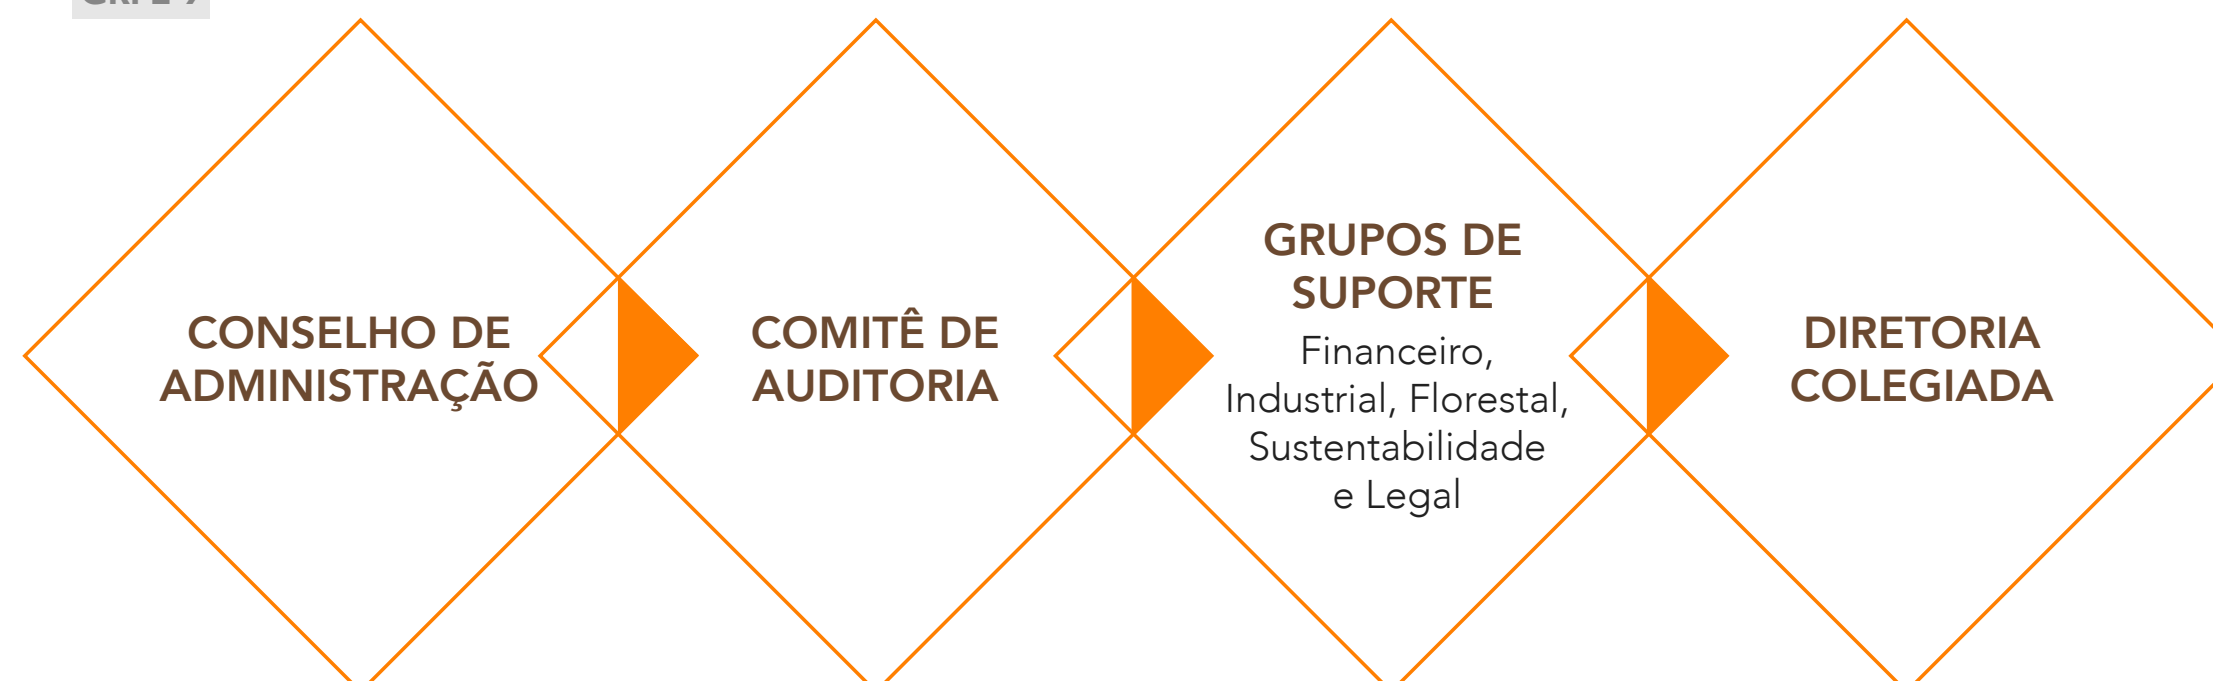 CONSELHO DE
ADMINISTRAÇÃO
COMITÊ DE
AUDITORIA
GRUPOS DE
SUPORTE
Financeiro,
Industrial, Florestal,
Sustentabilidade
e Legal
DIRETORIA
COLEGIADA